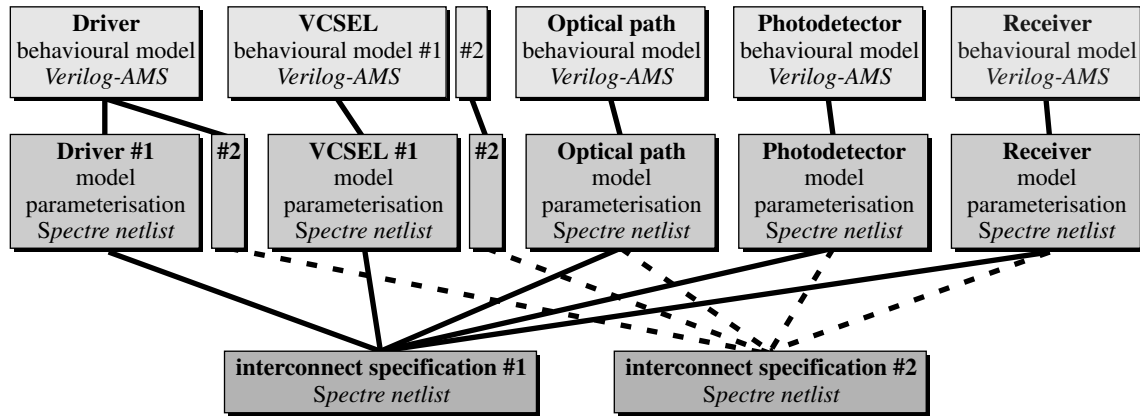 Driver
behavioural model
Verilog-AMS
VCSEL
behavioural model #1
Verilog-AMS
#2
Optical path
behavioural model
Verilog-AMS
Photodetector
behavioural model
Verilog-AMS
Receiver
behavioural model
Verilog-AMS
Driver #1
model
parameterisation
Spectre netlist
#2
VCSEL #1
model
parameterisation
Spectre netlist
#2
Optical path
model
parameterisation
Spectre netlist
Photodetector
model
parameterisation
Spectre netlist
Receiver
model
parameterisation
Spectre netlist
interconnect specification #1
Spectre netlist
interconnect specification #2
Spectre netlist